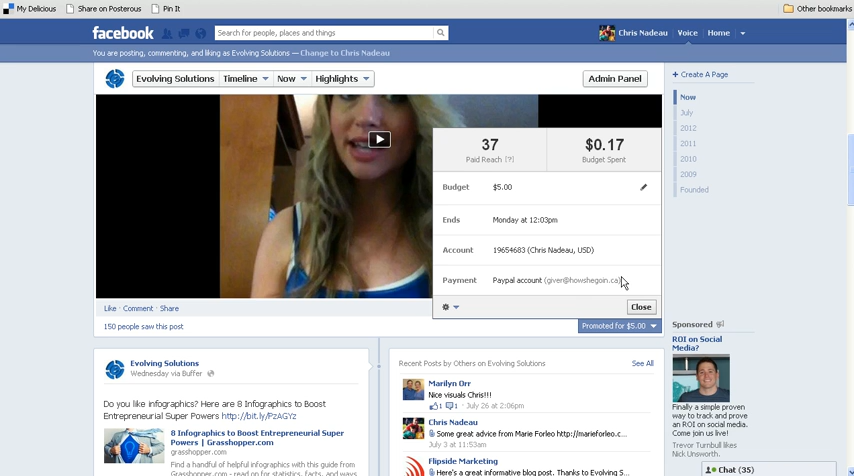 My Delicious Share on Posterous Pin It Other bookmarks
facebook Search for people, places and things Chris Nadeau Voice Home
You are posting, commenting, and liking as Evolving Solutions — Change to Chris Nadeau
Evolving Solutions Timeline Now Highlights Admin Panel
+ Create A Page
Now
July
2012
2011
2010
2009
Founded
37
Paid Reach [?]
$0.17
Budget Spent
Budget $5.00
Ends Monday at 12:03pm
Account 19654683 (Chris Nadeau, USD)
Payment Paypal account (giver@howshegoin.ca)
Close
Like · Comment · Share
150 people saw this post
Promoted for $5.00
Evolving Solutions
Wednesday via Buffer
Do you like infographics? Here are 8 Infographics to Boost
Entrepreneurial Super Powers http://bit.ly/PzAGYz
8 Infographics to Boost Entrepreneurial Super
Powers | Grasshopper.com
grasshopper.com
Find a handful of helpful infographics with this guide from
Recent Posts by Others on Evolving Solutions See All
Marilyn Orr
Nice visuals Chris!!!
1 1 · July 26 at 2:06pm
Chris Nadeau
Some great advice from Marie Forleo http://marieforleo.c...
July 3 at 11:53am
Flipside Marketing
Here's a great informative blog post. Thanks to Evolving S...
Sponsored
ROI on Social
Media?
Finally a simple proven
way to track and prove
an ROI on social media.
Come join us live!
Trevor Turnbull likes
Nick Unsworth.
Chat (35)